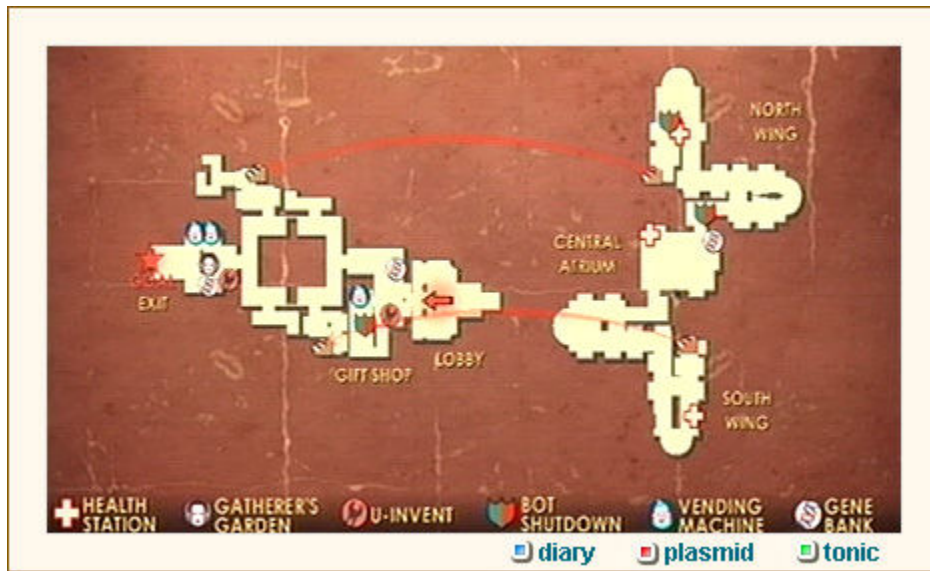 NORTH
WING
CENTRAL
ATRIUM
EXIT
LOBBY
GIFT SHOP
SOUTH
WING
HEALTH
STATION
GATHERER'S
GARDEN
U-INVENT
BOT
SHUTDOWN
VENDING
MACHINE
GENE
BANK
diary
plasmid
tonic